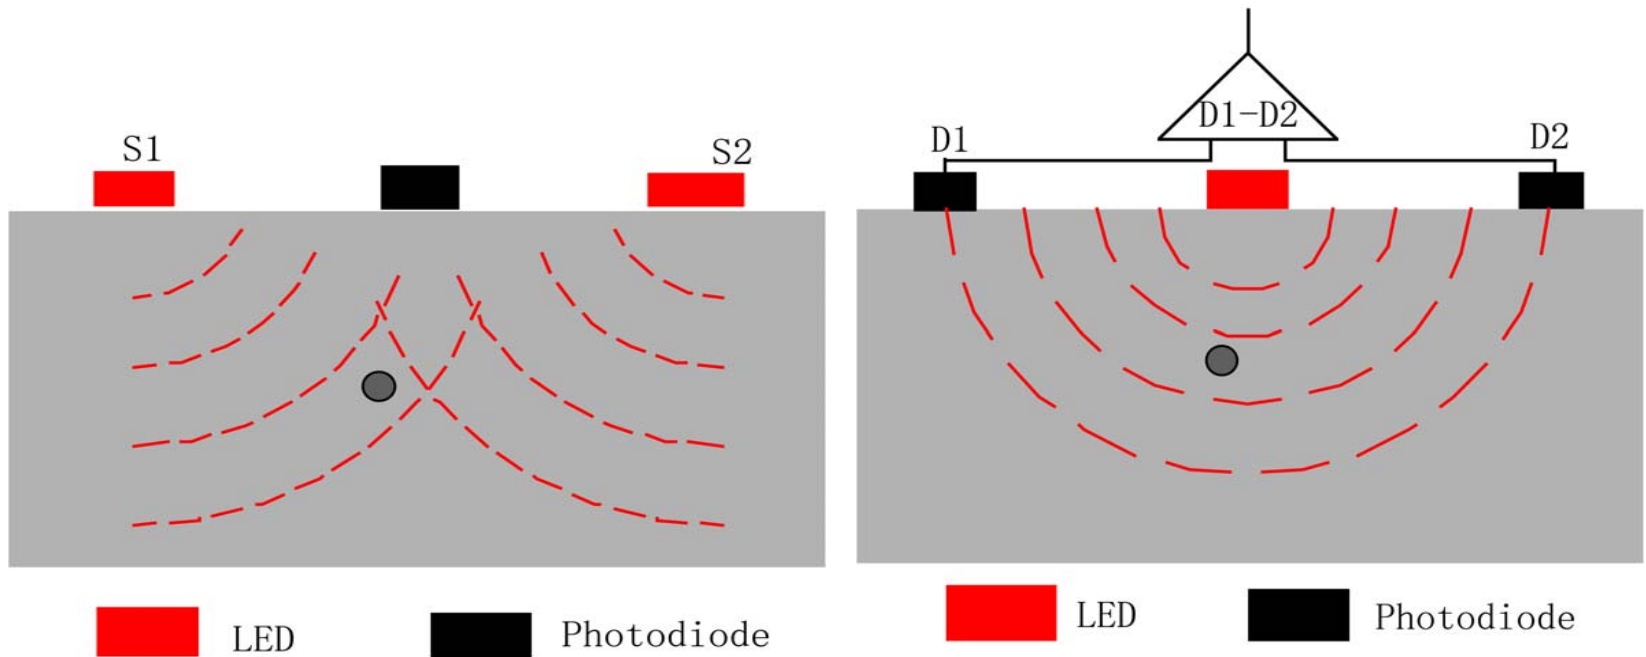 S1
S2
LED
Photodiode
D1-D2
D1
D2
LED
Photodiode